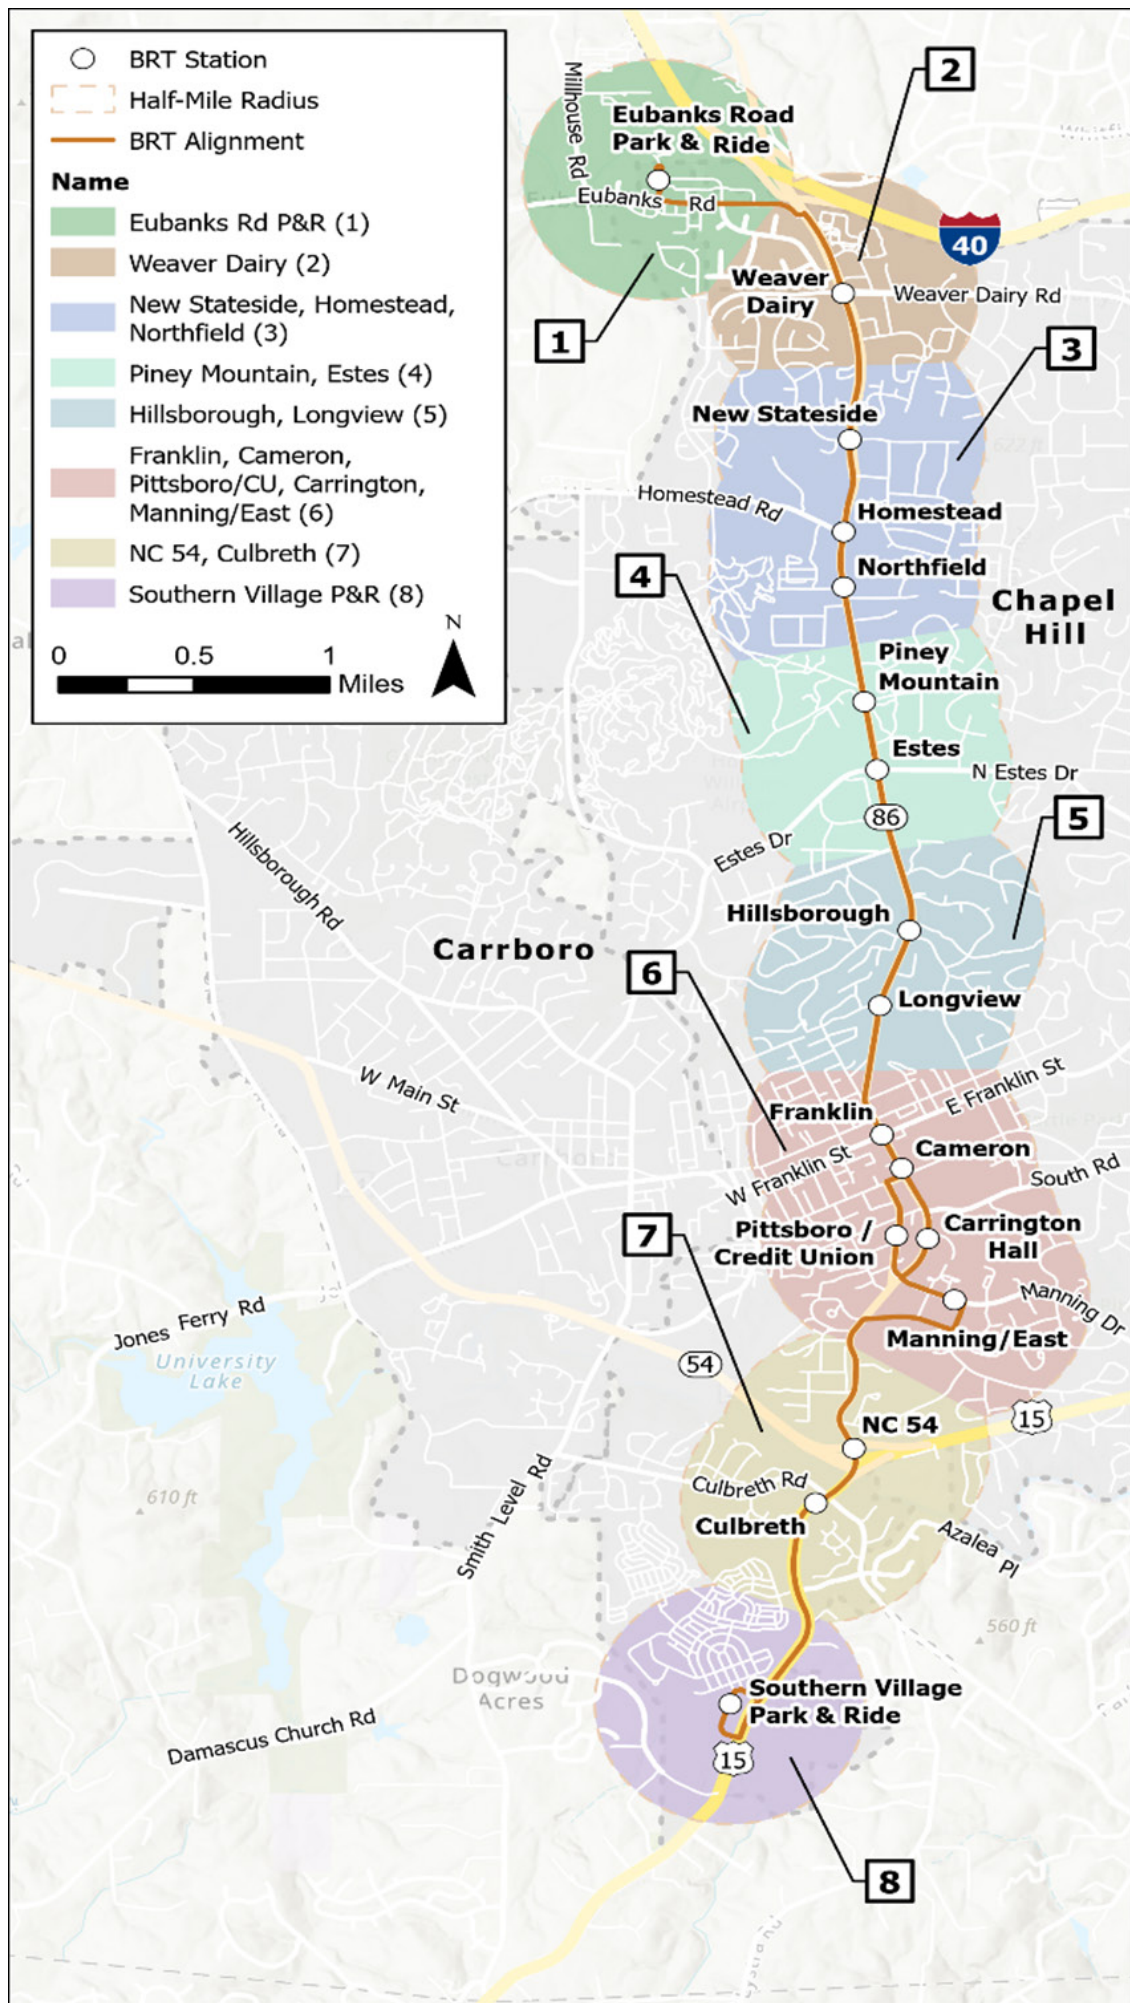 BRT Station
Half-Mile Radius
BRT Alignment
Name
Eubanks Rd P&R (1)
Weaver Dairy (2)
New Stateside, Homestead,
Northfield (3)
Piney Mountain, Estes (4)
Hillsborough, Longview (5)
Franklin, Cameron,
Pittsboro/CU, Carrington,
Manning/East (6)
NC 54, Culbreth (7)
Southern Village P&R (8)
0 0.5 1
Miles
N
2
Millhouse Rd
Eubanks Road
Park & Ride
Eubanks Rd
40
Weaver
Dairy
Weaver Dairy Rd
1
3
New Stateside
622 ft
Homestead Rd
Homestead
4
Northfield
Chapel
Hill
Piney
Mountain
Estes
N Estes Dr
86
5
Estes Dr
Hillsborough Rd
Hillsborough
Carrboro
6
Longview
W Main St
E Franklin St
Franklin
Carrboro
W Franklin St
Cameron
South Rd
7
Pittsboro /
Credit Union
Carrington
Hall
Jones Ferry Rd
Manning Dr
Manning/East
University
Lake
54
15
NC 54
Culbreth Rd
610 ft
Smith Level Rd
Culbreth
Azalea Pl
560 ft
Dogwood
Acres
Southern Village
Park & Ride
Damascus Church Rd
15
8